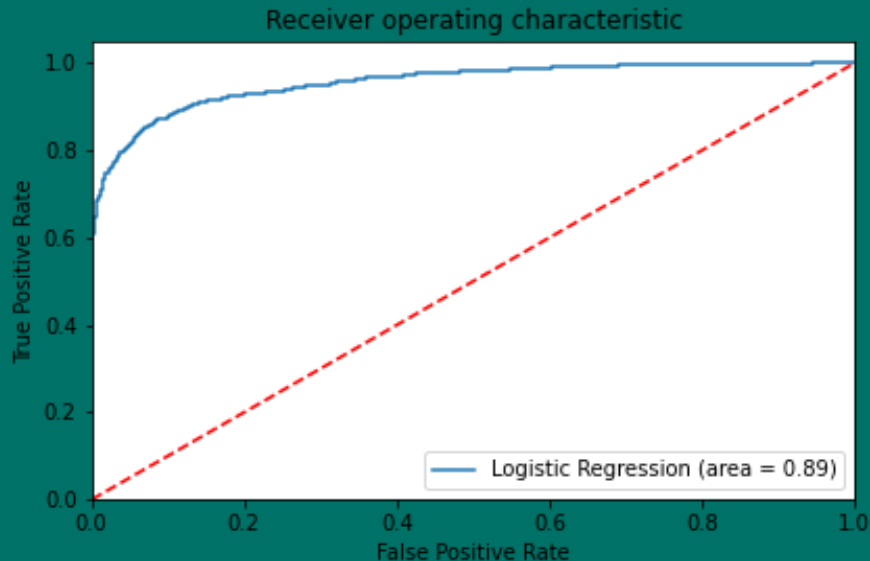 Receiver operating characteristic
True Positive Rate
1.0
0.8
0.6
0.4
0.2
0.0
Logistic Regression (area = 0.89)
0.0 0.2 0.4 0.6 0.8 1.0
False Positive Rate